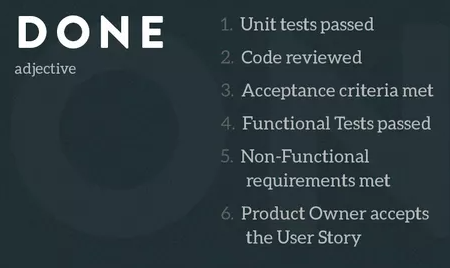 DONE
adjective
1. Unit tests passed
2. Code reviewed
3. Acceptance criteria met
4. Functional Tests passed
5. Non-Functional
requirements met
6. Product Owner accepts
the User Story